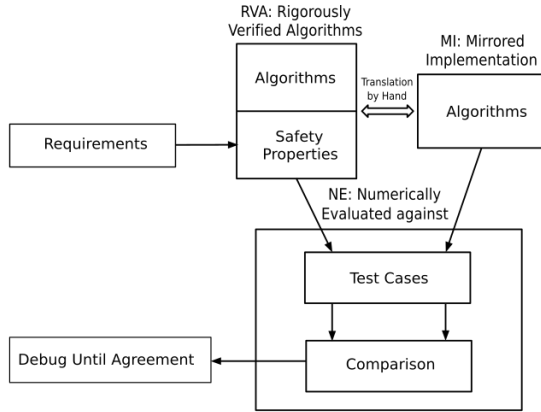 RVA: Rigorously
Verified Algorithms
MI: Mirrored
Implementation
Algorithms
Translation
by Hand
Algorithms
Requirements
Safety
Properties
NE: Numerically
Evaluated against
Test Cases
Debug Until Agreement
Comparison